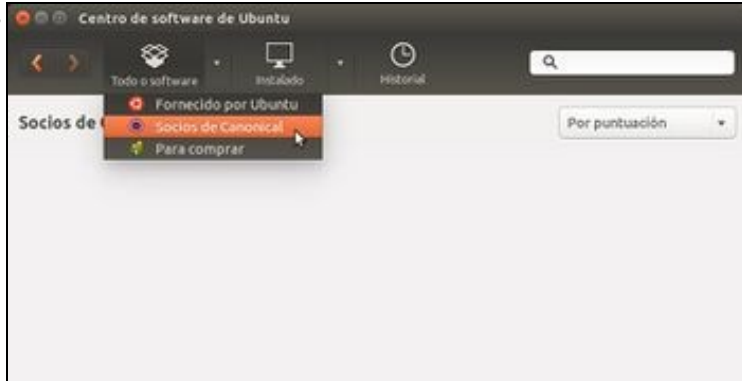 Centro de software de Ubuntu
Todo o software
Instalado
Historial
Fornecido por Ubuntu
Socios de
Socios de Canonical
Por puntuación
Para comprar